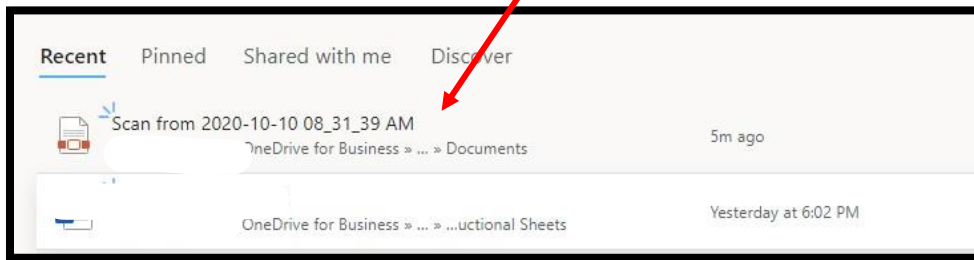 Recent Pinned Shared with me Discover
Scan from 2020-10-10 08_31_39 AM
OneDrive for Business » ... » Documents
5m ago
OneDrive for Business » ... » ...uctional Sheets
Yesterday at 6:02 PM